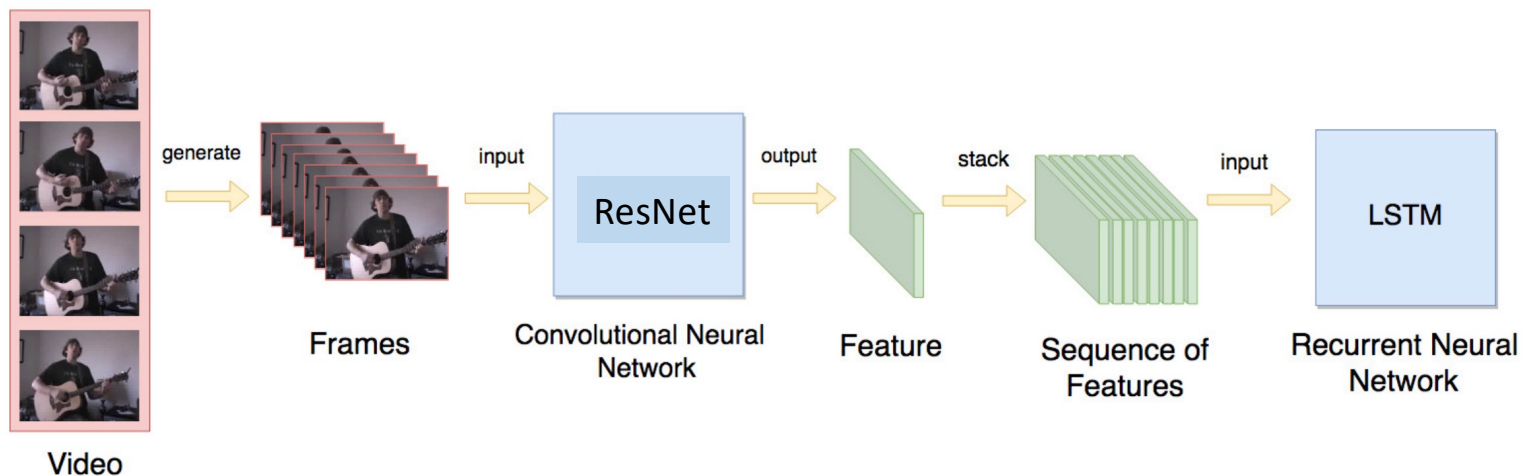 generate
input
output
stack
input
ResNet
LSTM
Frames
Convolutional Neural
Network
Feature
Sequence of
Features
Recurrent Neural
Network
Video